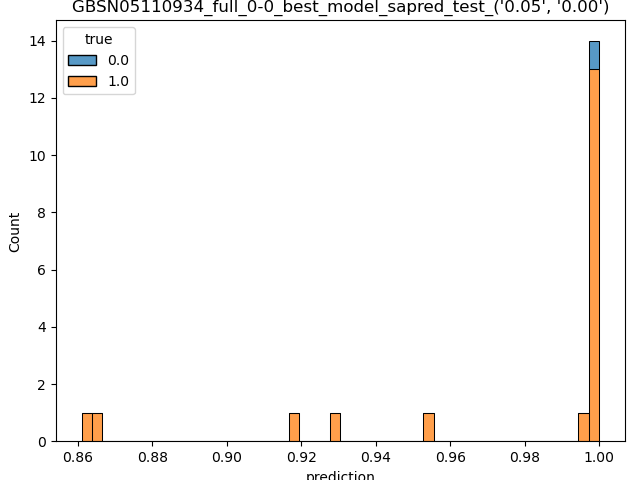 GBSN05110934_full_0-0_best_model_sapred_test_('0.05', '0.00')
true
0.0
1.0
Count
14
12
10
8
6
4
2
0
0.86 0.88 0.90 0.92 0.94 0.96 0.98 1.00
prediction